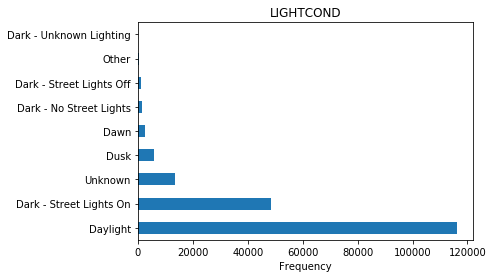 LIGHTCOND
Dark - Unknown Lighting
Other
Dark - Street Lights Off
Dark - No Street Lights
Dawn
Dusk
Unknown
Dark - Street Lights On
Daylight
0 20000 40000 60000 80000 100000 120000
Frequency